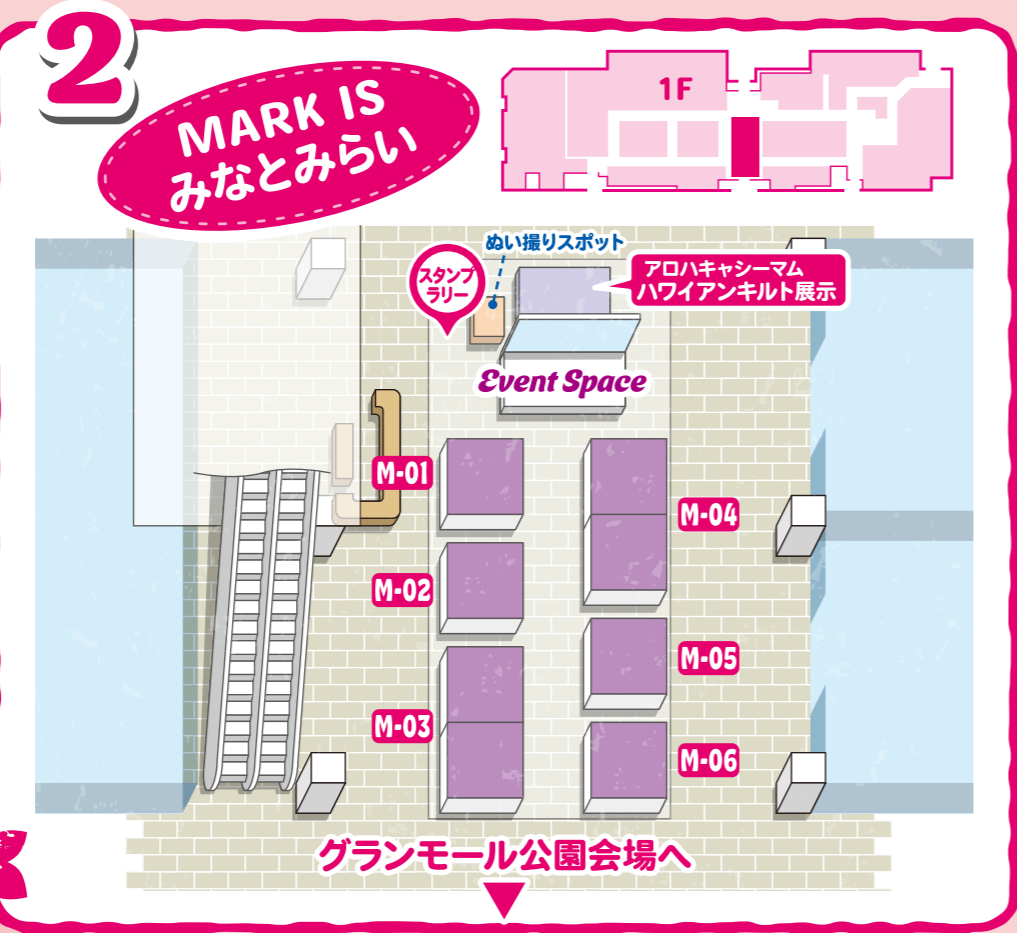 2
MARK IS
みなとみらい
1F
ぬい撮りスポット
スタンプ
ラリー
アロハキャシーマム
ハワイアンキルト展示
Event Space
M-01
M-04
M-02
M-05
M-03
M-06
グランモール公園会場へ